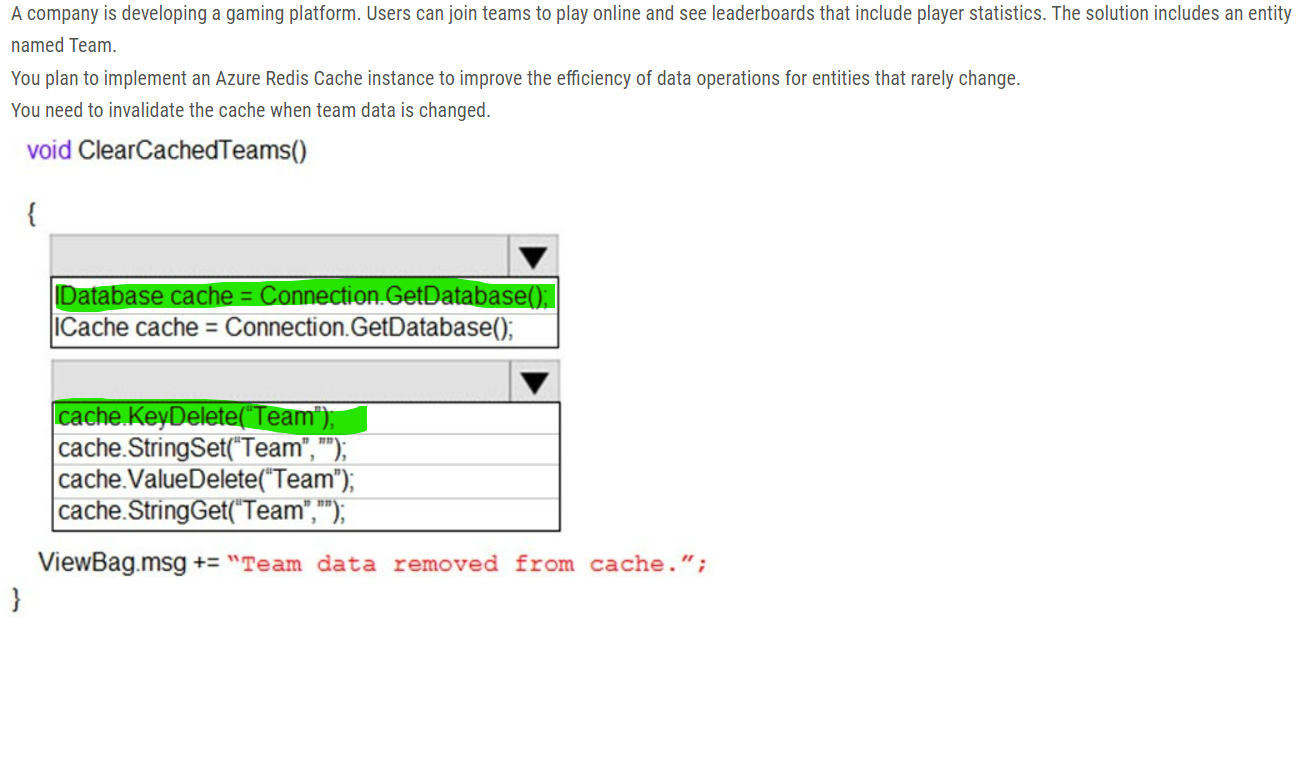 A company is developing a gaming platform. Users can join teams to play online and see leaderboards that include player statistics. The solution includes an entity
named Team.
You plan to implement an Azure Redis Cache instance to improve the efficiency of data operations for entities that rarely change.
You need to invalidate the cache when team data is changed.
void ClearCachedTeams()
{
IDatabase cache = Connection.GetDatabase();
ICache cache = Connection.GetDatabase();
cache.KeyDelete(“Team”);
cache.StringSet(“Team”,””);
cache.ValueDelete(“Team”);
cache.StringGet(“Team”,””);
ViewBag.msg += “Team data removed from cache.”;
}